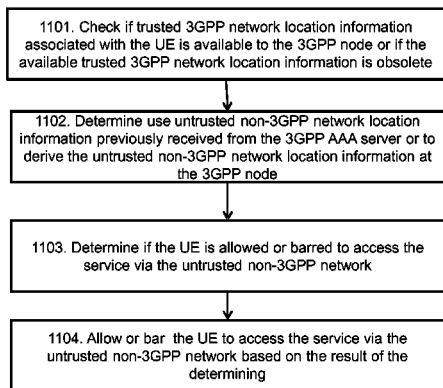 1101. Check if trusted 3GPP network location information
associated with the UE is available to the 3GPP node or if the
available trusted 3GPP network location information is obsolete
1102. Determine use untrusted non-3GPP network location
information previously received from the 3GPP AAA server or to
derive the untrusted non-3GPP network location information at
the 3GPP node
1103. Determine if the UE is allowed or barred to access the
service via the untrusted non-3GPP network
1104. Allow or bar the UE to access the service via the
untrusted non-3GPP network based on the result of the
determining